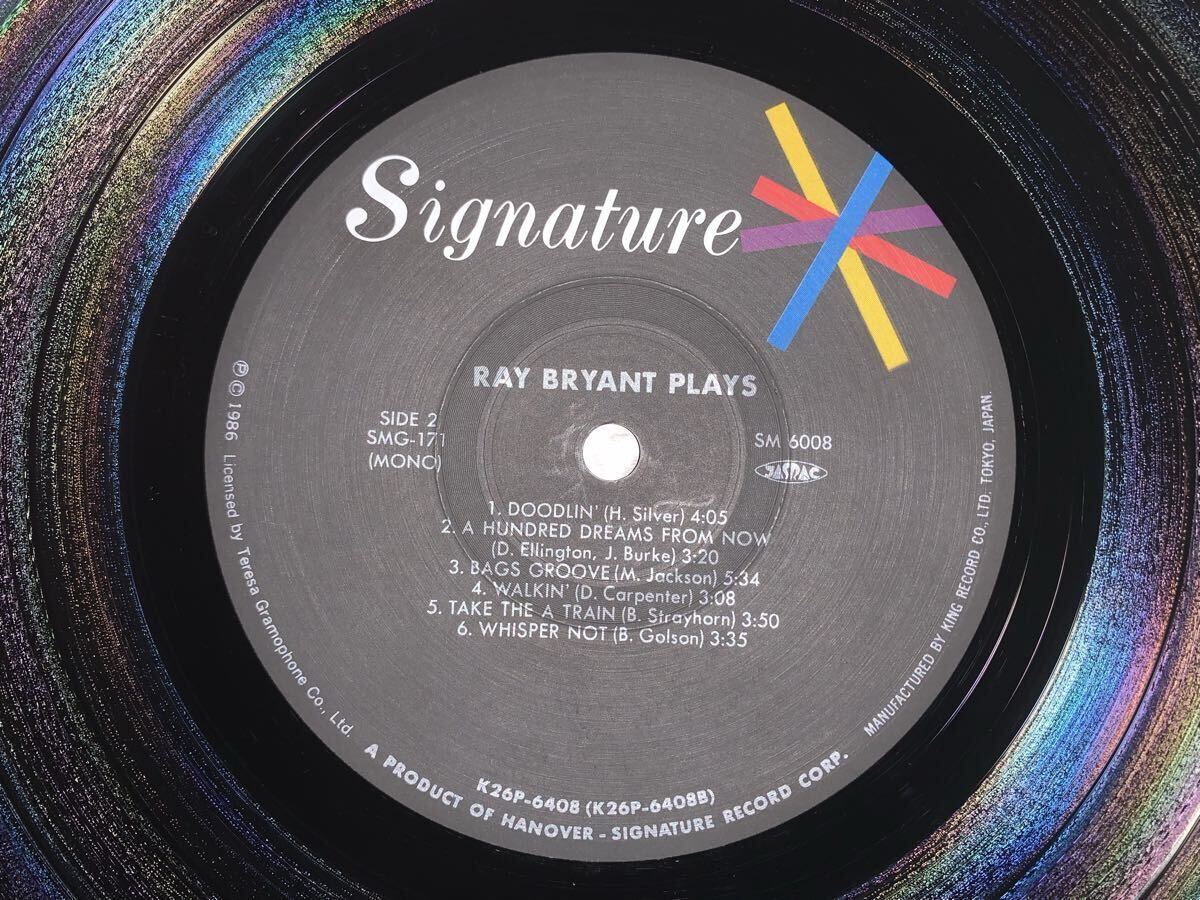 Signature
RAY BRYANT PLAYS
SIDE 2
SMG-171
(MONO)
SM 6008
JASRAC
1. DOODLIN' (H. Silver) 4:05
2. A HUNDRED DREAMS FROM NOW
(D. Ellington, J. Burke) 3:20
3. BAGS GROOVE (M. Jackson) 5:34
4. WALKIN' (D. Carpenter) 3:08
5. TAKE THE A TRAIN (B. Strayhorn) 3:50
6. WHISPER NOT (B. Golson) 3:35
Ⓟ © 1986 Licensed by Teresa Gramophone Co., Ltd.
MANUFACTURED BY KING RECORD CO., LTD. TOKYO, JAPAN.
K26P-6408 (K26P-6408B)
A PRODUCT OF HANOVER - SIGNATURE RECORD CORP.